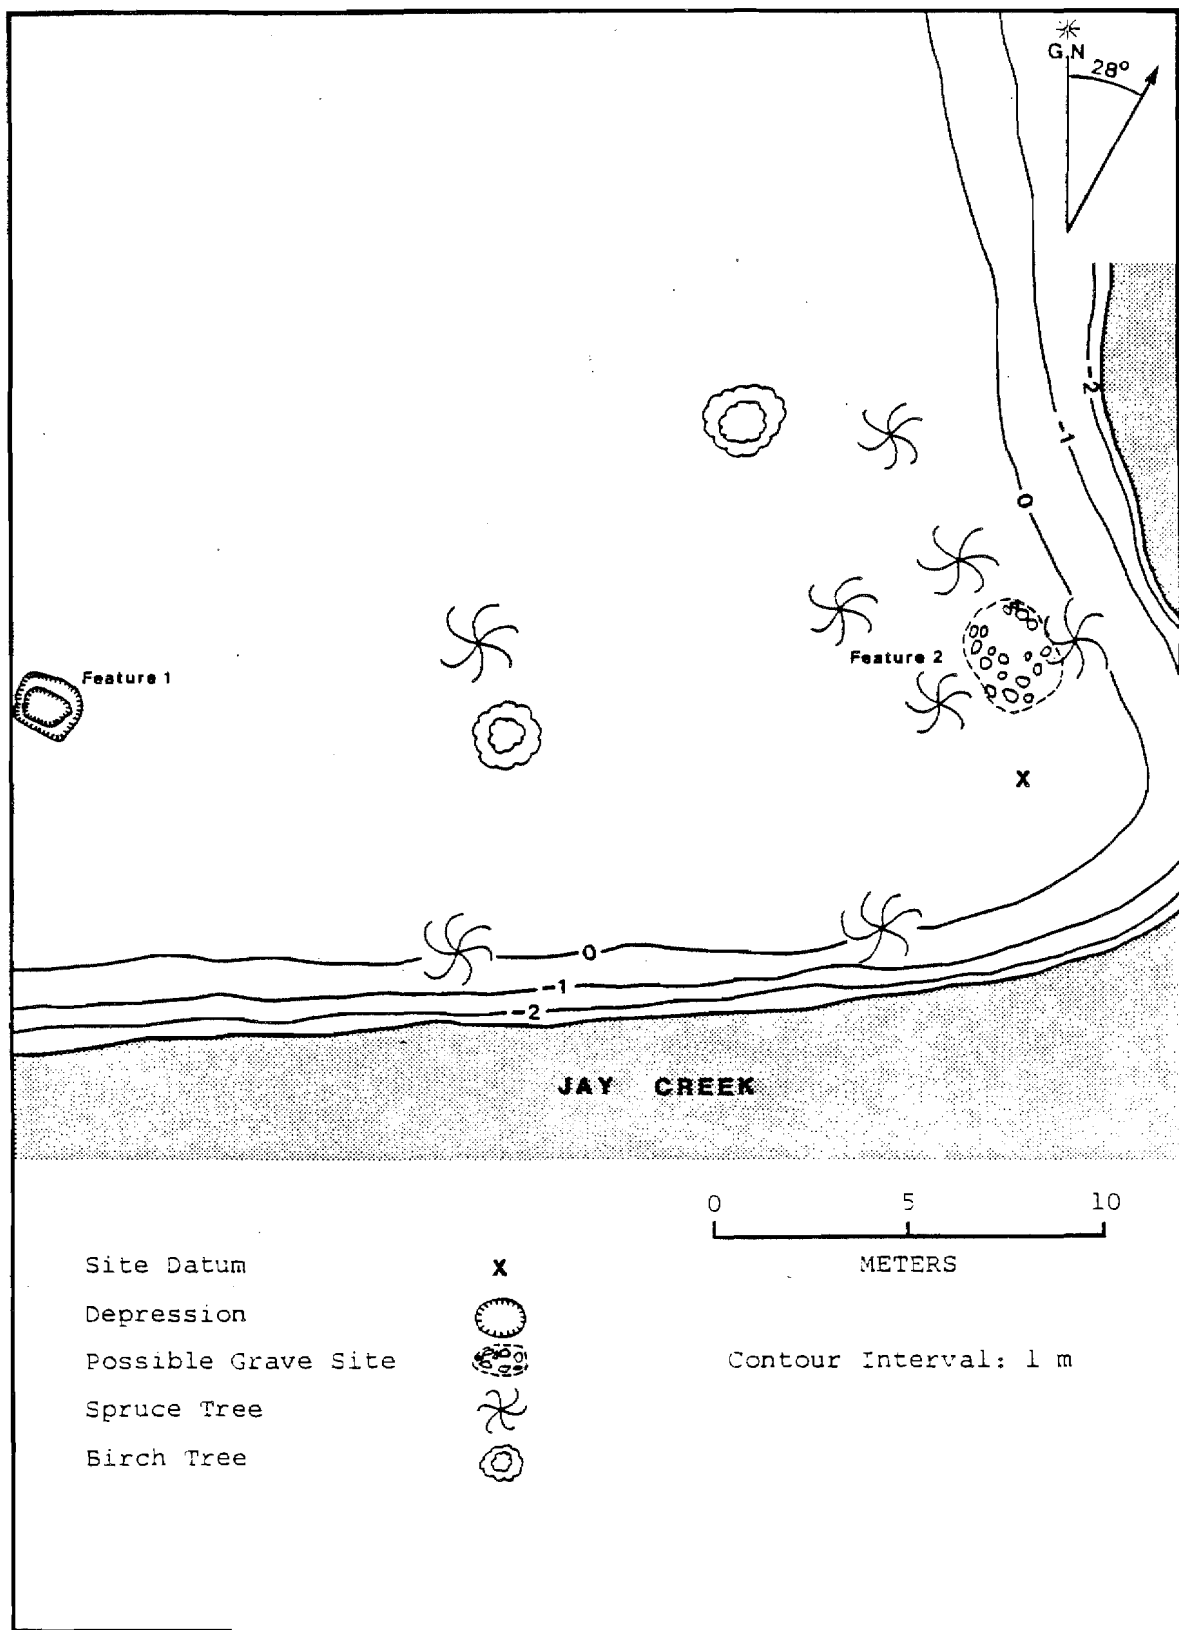 G.N
28°
-2
-1
0
Feature 1
Feature 2
X
0
-1
-2
JAY CREEK
0 5 10
METERS
Site Datum X
Depression
Possible Grave Site
Contour Interval: 1 m
Spruce Tree
Birch Tree